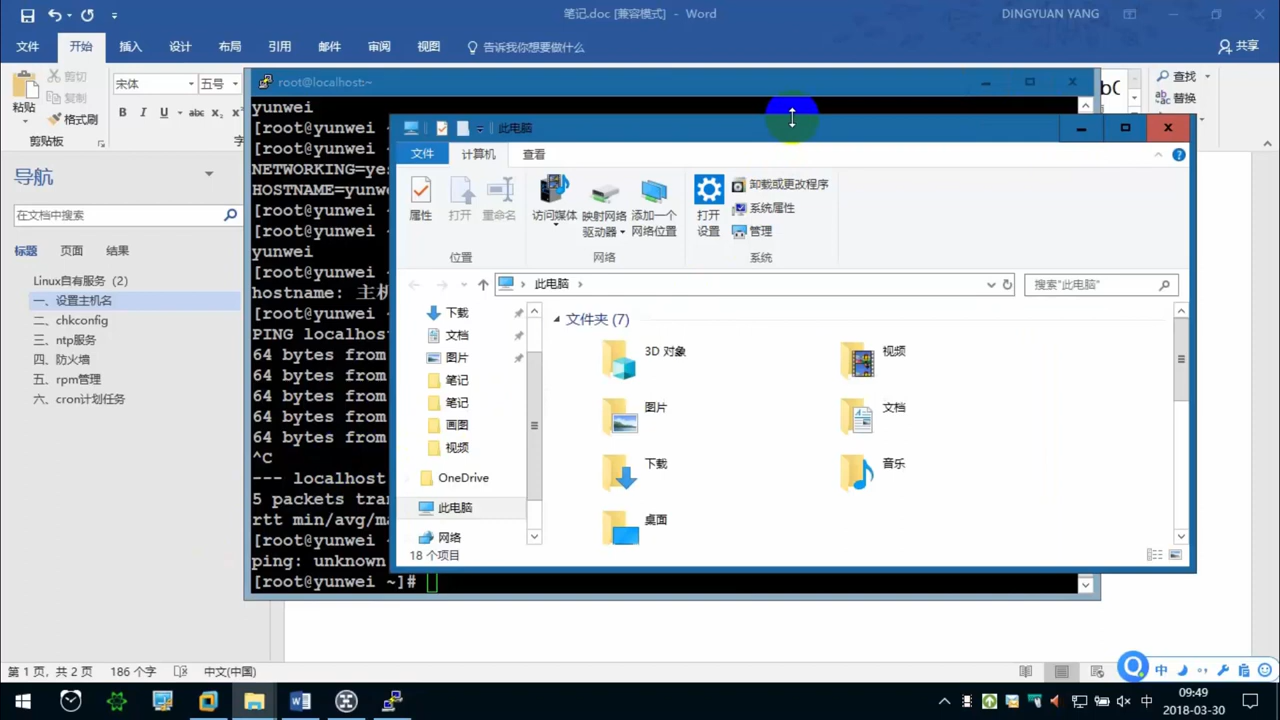 笔记.doc [兼容模式] - Word
DINGYUAN YANG
文件 开始 插入 设计 布局 引用 邮件 审阅 视图 告诉我你想要做什么 共享
粘贴
剪切
复制
格式刷
剪贴板
宋体 五号
B I U abc X₂ X
字
查找
替换
导航
在文档中搜索
标题 页面 结果
Linux自有服务 (2)
一、设置主机名
二、chkconfig
三、ntp服务
四、防火墙
五、rpm管理
六、cron计划任务
root@localhost:~
yunwei
[root@yunwei
[root@yunwei
NETWORKING=ye
HOSTNAME=yunw
[root@yunwei
[root@yunwei
yunwei
[root@yunwei
hostname: 主机
[root@yunwei
PING localhos
64 bytes from
64 bytes from
64 bytes from
64 bytes from
64 bytes from
^C
--- localhost
5 packets tra
rtt min/avg/m
[root@yunwei
ping: unknown
[root@yunwei ~]#
此电脑
文件 计算机 查看
属性 打开 重命名
位置
访问媒体 映射网络驱动器 添加一个网络位置
网络
打开设置
卸载或更改程序
系统属性
管理
系统
此电脑
搜索"此电脑"
下载
文档
图片
笔记
笔记
画图
视频
OneDrive
此电脑
网络
文件夹 (7)
3D 对象
视频
图片
文档
下载
音乐
桌面
18 个项目
第 1 页，共 2 页 186 个字 中文(中国)
中
中
09:49
2018-03-30